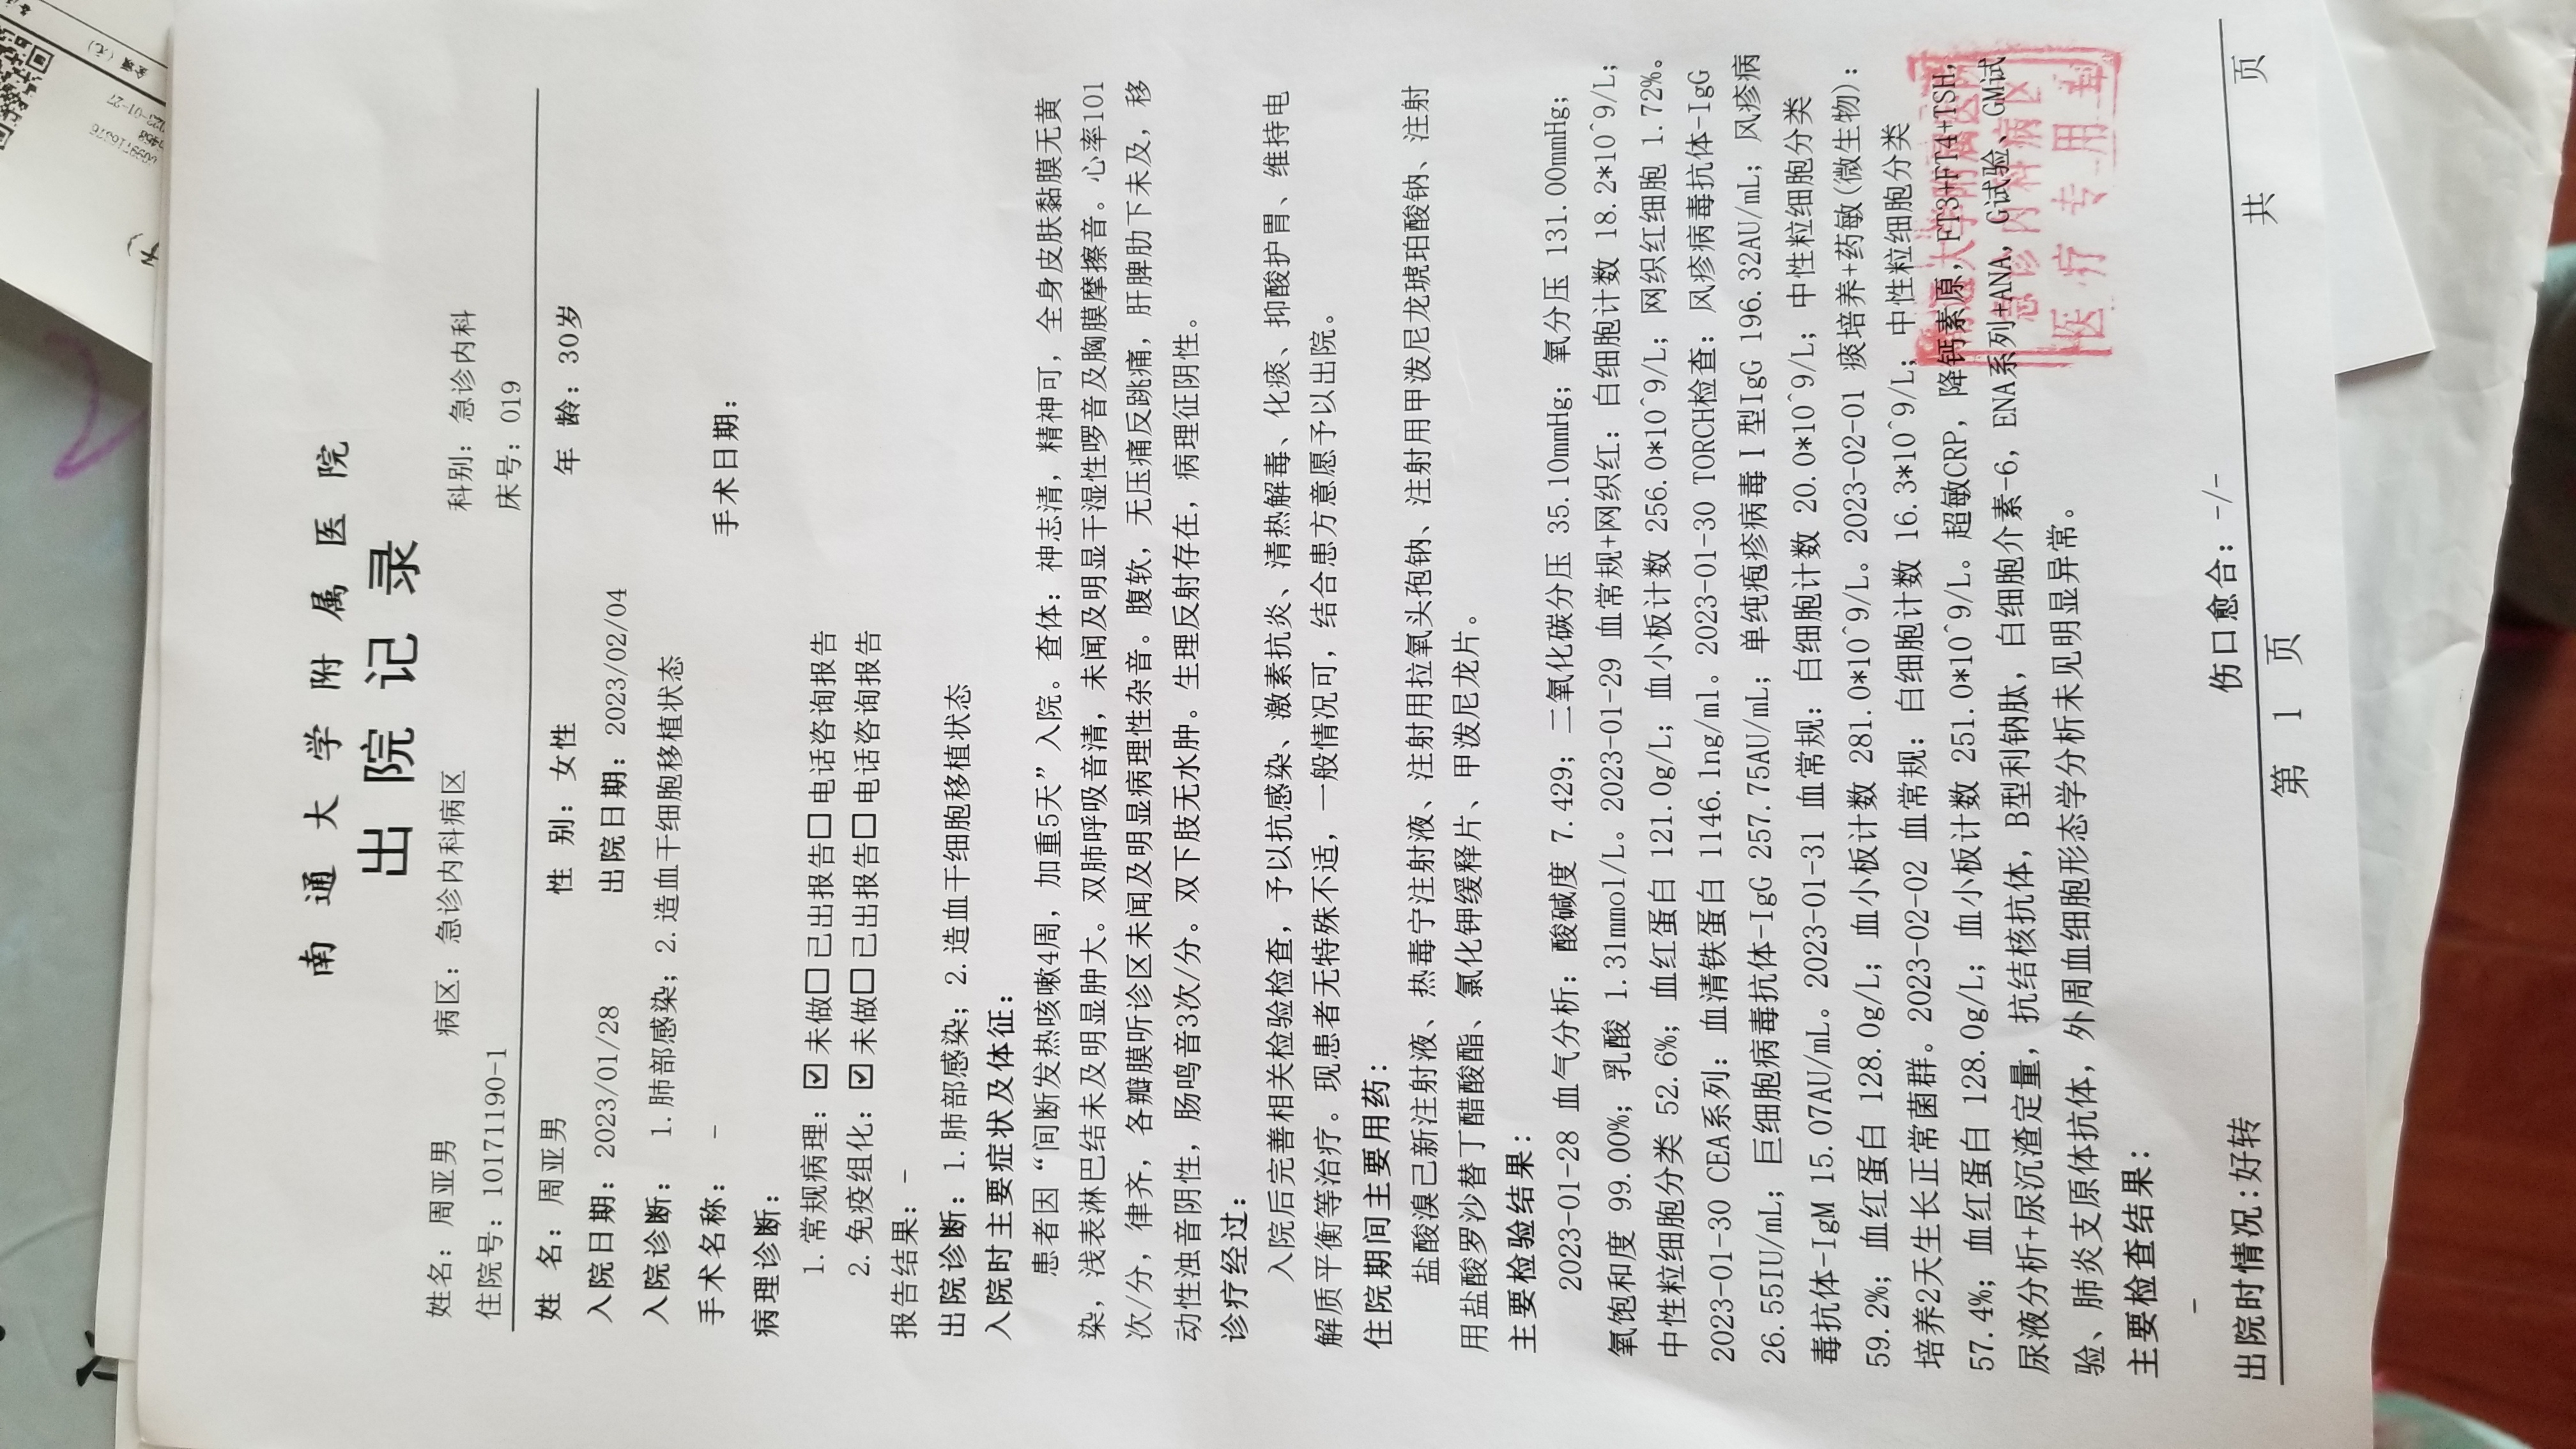 金额（元）
023-01-27
子）
南通大学附属医院
出院记录
姓名：周亚男 病区：急诊内科病区 科别：急诊内科
住院号：10171190-1 床号：019
姓 名：周亚男 性 别：女性 年 龄：30岁
入院日期：2023/01/28 出院日期：2023/02/04
入院诊断： 1.肺部感染；2.造血干细胞移植状态
手术名称： - 手术日期：
病理诊断：
1.常规病理：☑未做□已出报告□电话咨询报告
2.免疫组化：☑未做□已出报告□电话咨询报告
报告结果：-
出院诊断：1.肺部感染；2.造血干细胞移植状态
入院时主要症状及体征：
患者因“间断发热咳嗽4周，加重5天”入院。查体：神志清，精神可，全身皮肤黏膜无黄
染，浅表淋巴结未及明显肿大。双肺呼吸音清，未闻及明显干湿性啰音及胸膜摩擦音。心率101
次/分，律齐，各瓣膜听诊区未闻及明显病理性杂音。腹软，无压痛反跳痛，肝脾肋下未及，移
动性浊音阴性，肠鸣音3次/分。双下肢无水肿。生理反射存在，病理征阴性。
诊疗经过：
入院后完善相关检验检查，予以抗感染、激素抗炎、清热解毒、化痰、抑酸护胃、维持电
解质平衡等治疗。现患者无特殊不适，一般情况可，结合患方意愿予以出院。
住院期间主要用药：
盐酸溴己新注射液、热毒宁注射液、注射用拉氧头孢钠、注射用甲泼尼龙琥珀酸钠、注射
用盐酸罗沙替丁醋酸酯、氯化钾缓释片、甲泼尼龙片。
主要检验结果：
2023-01-28 血气分析：酸碱度 7.429；二氧化碳分压 35.10mmHg；氧分压 131.00mmHg；
氧饱和度 99.00%；乳酸 1.31mmol/L。2023-01-29 血常规+网织红：白细胞计数 18.2*10^9/L；
中性粒细胞分类 52.6%；血红蛋白 121.0g/L；血小板计数 256.0*10^9/L；网织红细胞 1.72%。
2023-01-30 CEA系列：血清铁蛋白 1146.1ng/ml。2023-01-30 TORCH检查：风疹病毒抗体-IgG
26.55IU/mL；巨细胞病毒抗体-IgG 257.75AU/mL；单纯疱疹病毒Ⅰ型IgG 196.32AU/mL；风疹病
毒抗体-IgM 15.07AU/mL。2023-01-31 血常规：白细胞计数 20.0*10^9/L；中性粒细胞分类
59.2%；血红蛋白 128.0g/L；血小板计数 281.0*10^9/L。2023-02-01 痰培养+药敏(微生物)：
培养2天生长正常菌群。2023-02-02 血常规：白细胞计数 16.3*10^9/L；中性粒细胞分类
57.4%；血红蛋白 128.0g/L；血小板计数 251.0*10^9/L。超敏CRP，降钙素原，FT3+FT4+TSH，
尿液分析+尿沉渣定量，抗结核抗体，B型利钠肽，白细胞介素-6，ENA系列+ANA，G试验、GM试
验、肺炎支原体抗体，外周血细胞形态学分析未见明显异常。
南通大学附属医院
急诊内科病区
医疗专用章
主要检查结果：
-
出院时情况:好转 伤口愈合：-/-
第 1 页 共 页